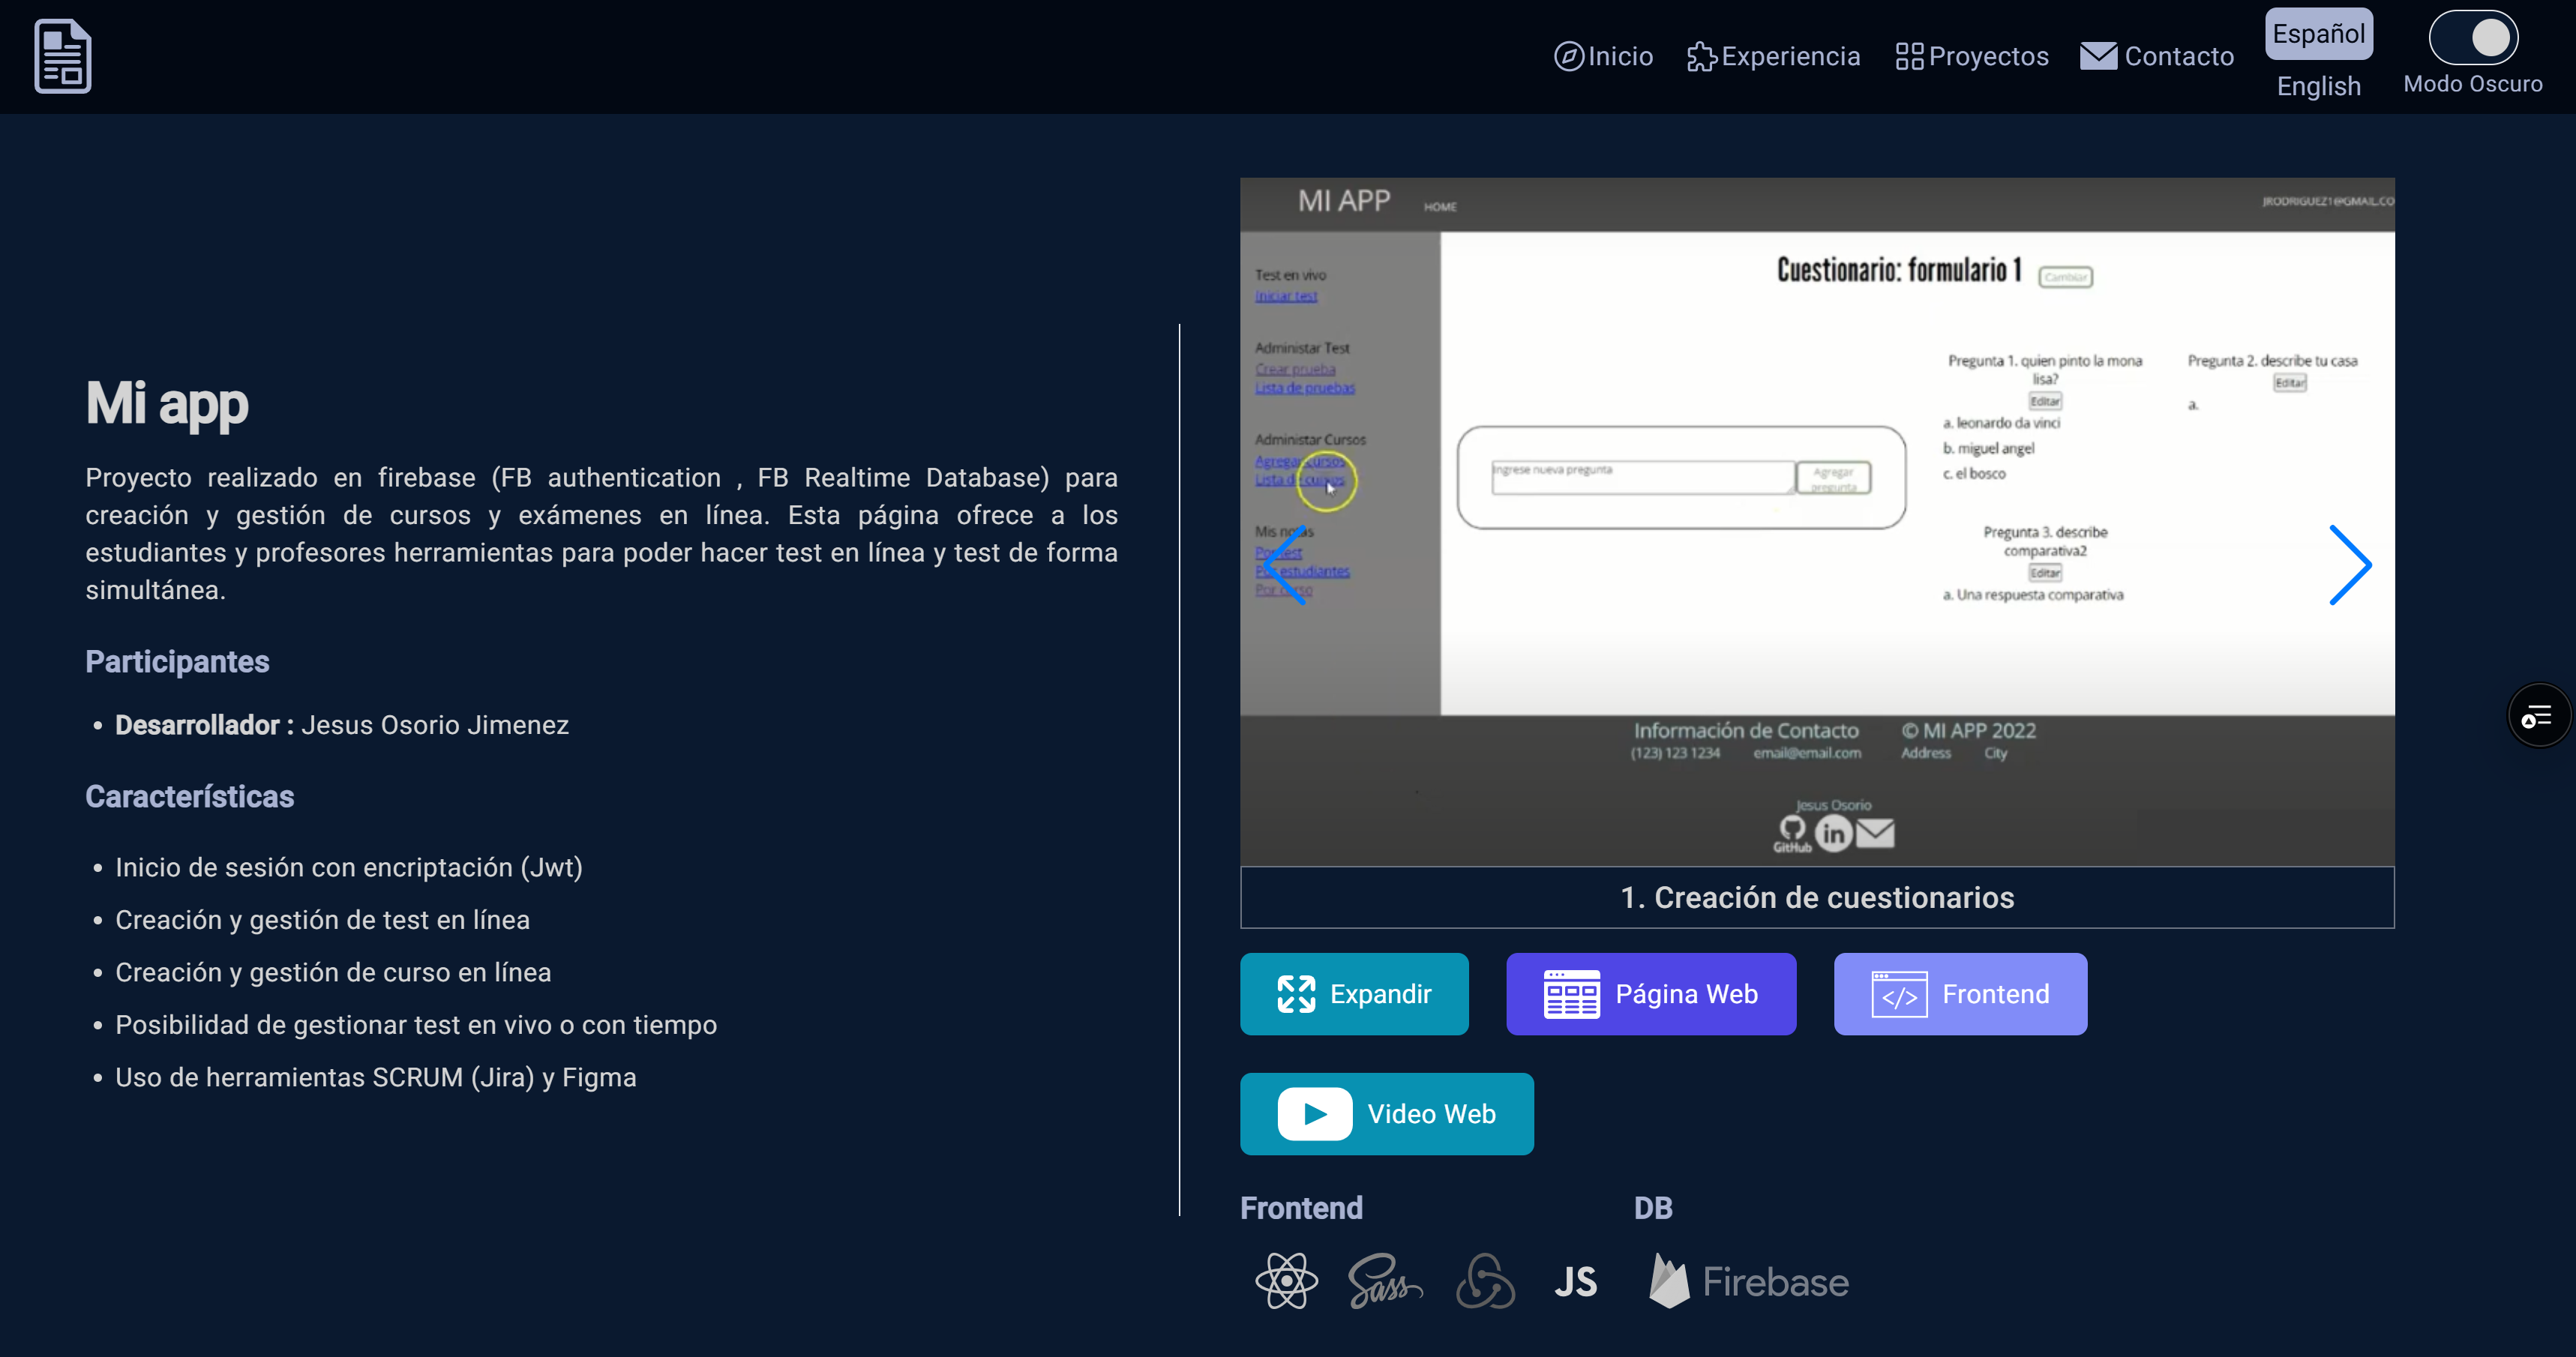 Inicio
Experiencia
Proyectos
Contacto
Español
English
Modo Oscuro
Mi app
Proyecto realizado en firebase (FB authentication , FB Realtime Database) para
creación y gestión de cursos y exámenes en línea. Esta página ofrece a los
estudiantes y profesores herramientas para poder hacer test en línea y test de forma
simultánea.
Participantes
Desarrollador : Jesus Osorio Jimenez
Características
Inicio de sesión con encriptación (Jwt)
Creación y gestión de test en línea
Creación y gestión de curso en línea
Posibilidad de gestionar test en vivo o con tiempo
Uso de herramientas SCRUM (Jira) y Figma
MI APP
HOME
JRODRIGUEZ1@GMAIL.CO
Test en vivo
Iniciar test
Administar Test
Crear prueba
Lista de pruebas
Administar Cursos
Agregar cursos
Lista de cursos
Mis notas
Por test
Por estudiantes
Por curso
Cuestionario: formulario 1
Cambiar
Ingrese nueva pregunta
Agregar
pregunta
Pregunta 1. quien pinto la mona
lisa?
Editar
a. leonardo da vinci
b. miguel angel
c. el bosco
Pregunta 2. describe tu casa
Editar
a.
Pregunta 3. describe
comparativa2
Editar
a. Una respuesta comparativa
Información de Contacto
(123) 123 1234 email@email.com
© MI APP 2022
Address City
Jesus Osorio
GitHub
in
1. Creación de cuestionarios
Expandir
Página Web
Frontend
Video Web
Frontend
Sass
JS
DB
Firebase